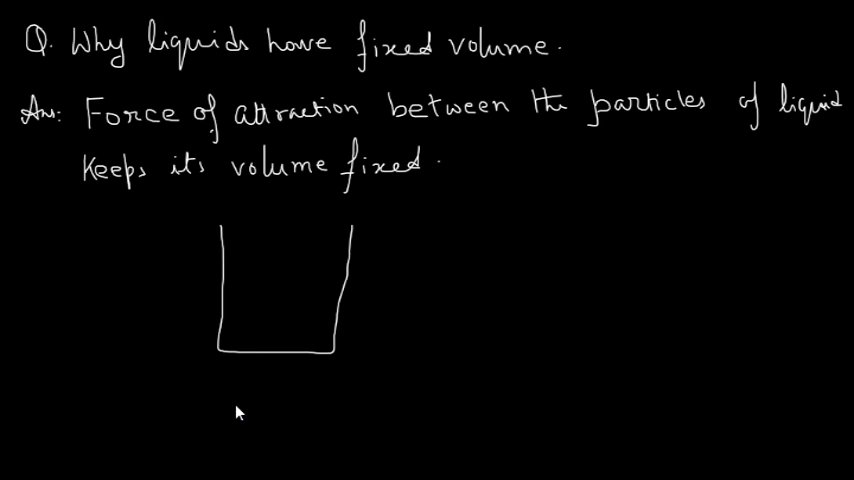 Q. Why liquids have fixed volume.
Ans: Force of attraction between the particles of liquid
keeps its volume fixed.